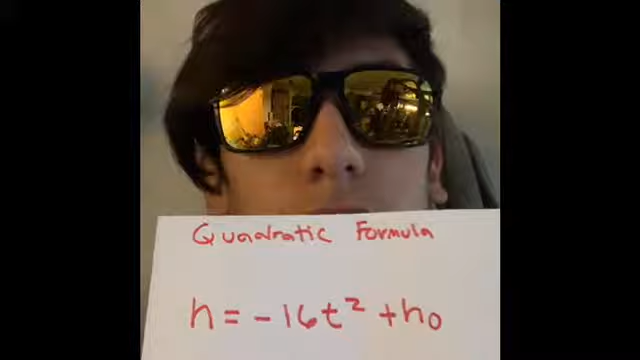 Quadratic Formula
h = -16t² + h₀